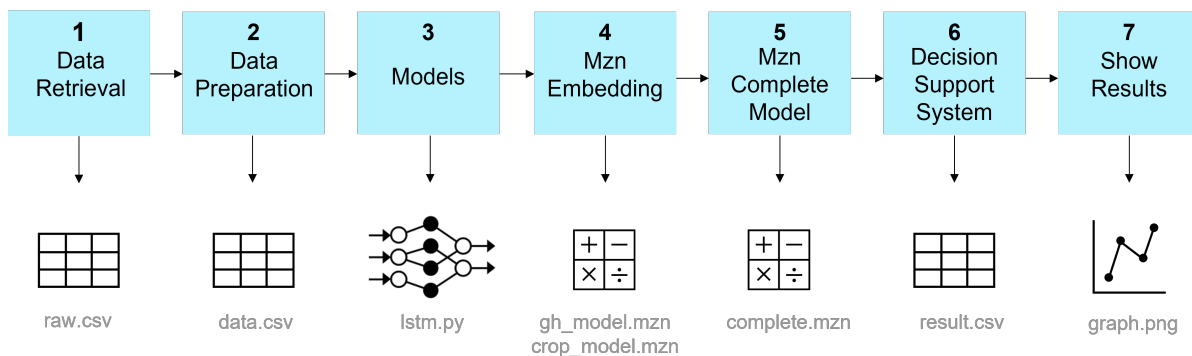 1
Data
Retrieval
2
Data
Preparation
3
Models
4
Mzn
Embedding
5
Mzn
Complete
Model
6
Decision
Support
System
7
Show
Results
+ −
× ÷
+ −
× ÷
raw.csv
data.csv
lstm.py
gh_model.mzn
crop_model.mzn
complete.mzn
result.csv
graph.png